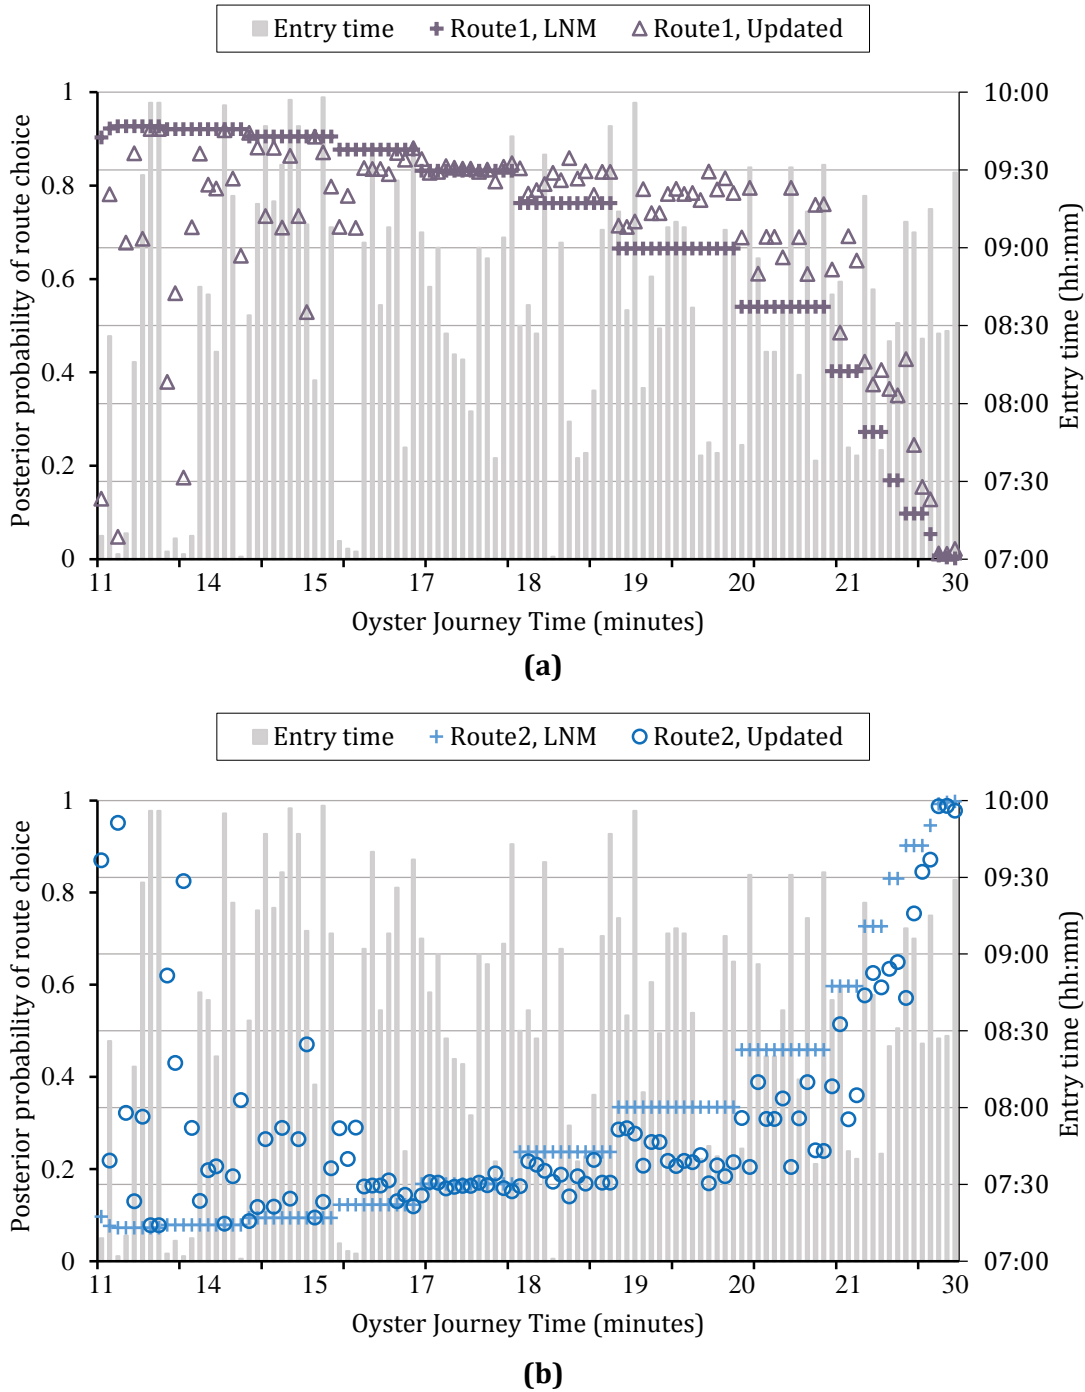 Entry time Route1, LNM Route1, Updated
1 10:00
0.8 09:30
09:00
0.6 08:30
0.4 08:00
0.2 07:30
0 07:00
Posterior probability of route choice
Entry time (hh:mm)
11 14 15 17 18 19 20 21 30
Oyster Journey Time (minutes)
(a)
Entry time Route2, LNM Route2, Updated
1 10:00
0.8 09:30
09:00
0.6 08:30
0.4 08:00
0.2 07:30
0 07:00
Posterior probability of route choice
Entry time (hh:mm)
11 14 15 17 18 19 20 21 30
Oyster Journey Time (minutes)
(b)